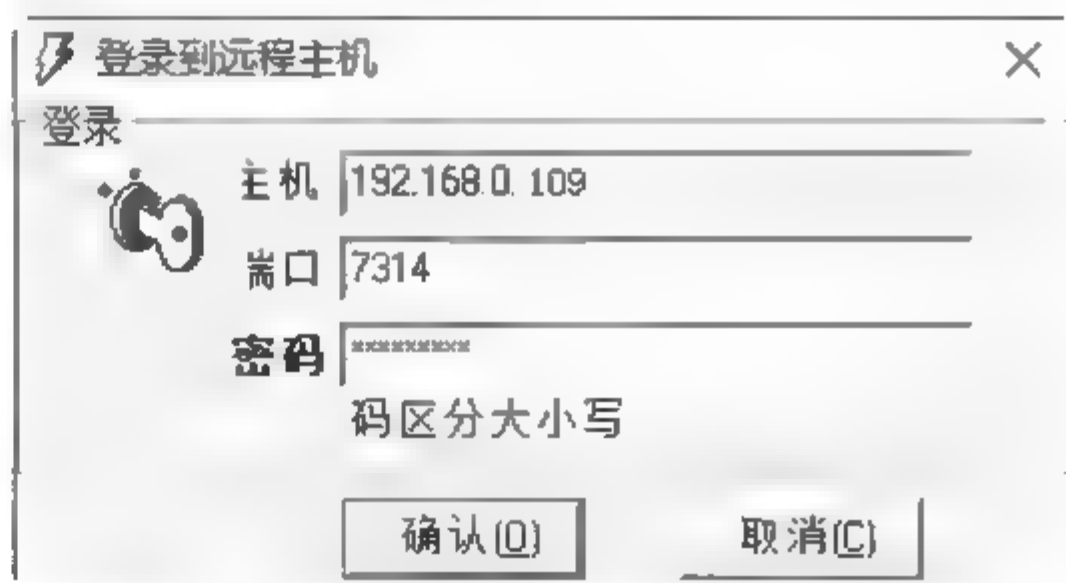 登录到远程主机
登录
主机 192.168.0.109
端口 7314
密码 *********
码区分大小写
确认(O) 取消(C)